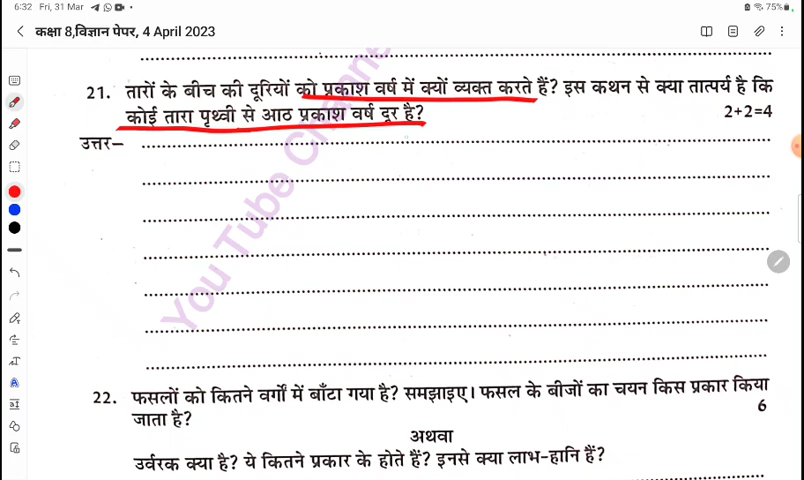 6:32 Fri, 31 Mar
75%
कक्षा 8,विज्ञान पेपर, 4 April 2023
21. तारों के बीच की दूरियों को प्रकाश वर्ष में क्यों व्यक्त करते हैं? इस कथन से क्या तात्पर्य है कि
कोई तारा पृथ्वी से आठ प्रकाश वर्ष दूर है? 2+2=4
उत्तर–
You Tube Channe
22. फसलों को कितने वर्गों में बाँटा गया है? समझाइए। फसल के बीजों का चयन किस प्रकार किया
जाता है? 6
अथवा
उर्वरक क्या है? ये कितने प्रकार के होते हैं? इनसे क्या लाभ-हानि हैं?